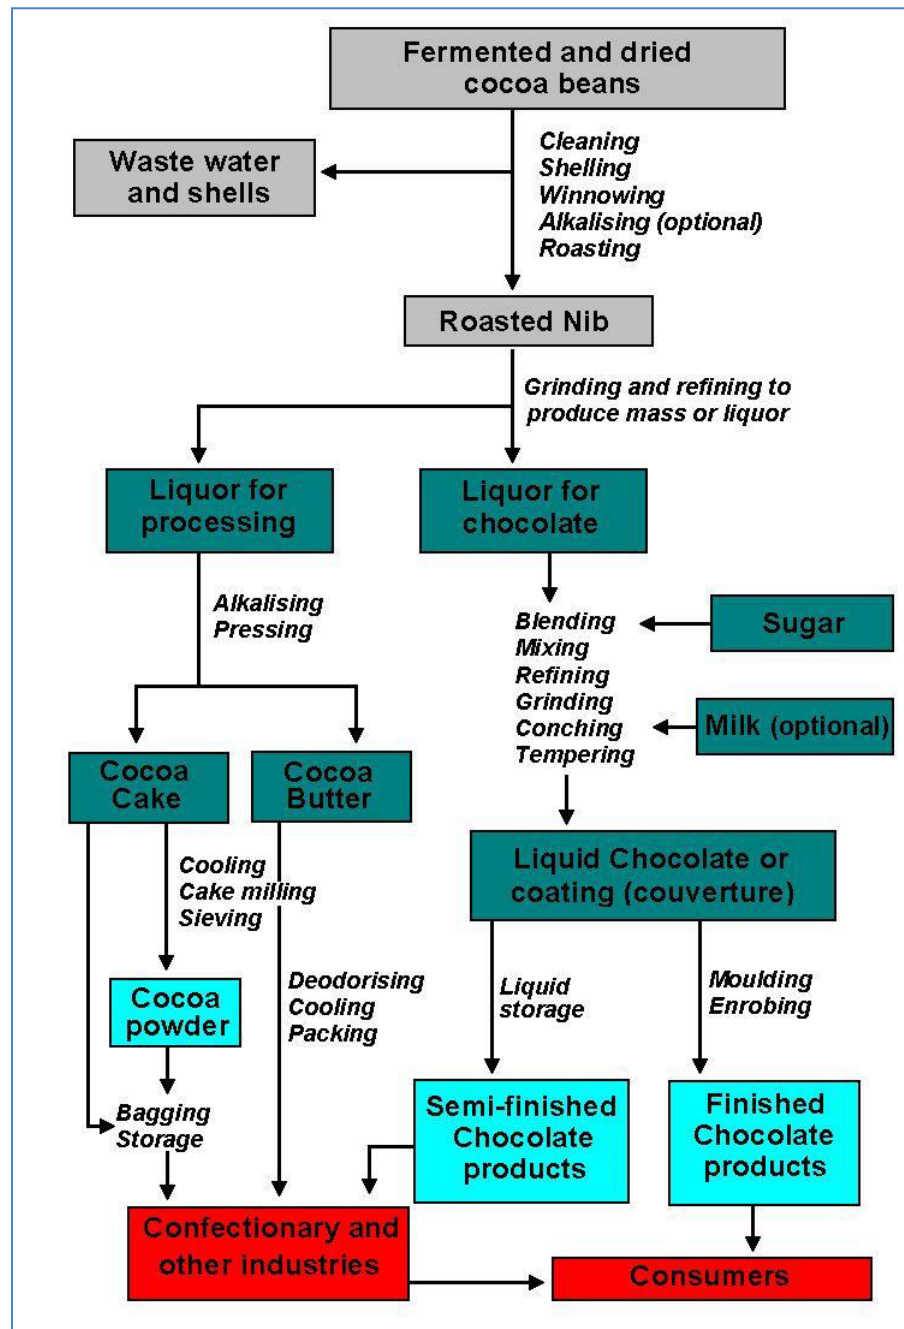 Fermented and dried
cocoa beans
Cleaning
Shelling
Winnowing
Alkalising (optional)
Roasting
Waste water
and shells
Roasted Nib
Grinding and refining to
produce mass or liquor
Liquor for
processing
Liquor for
chocolate
Alkalising
Pressing
Blending
Mixing
Refining
Grinding
Conching
Tempering
Sugar
Milk (optional)
Cocoa
Cake
Cocoa
Butter
Liquid Chocolate or
coating (couverture)
Cooling
Cake milling
Sieving
Cocoa
powder
Deodorising
Cooling
Packing
Liquid
storage
Moulding
Enrobing
Bagging
Storage
Semi-finished
Chocolate
products
Finished
Chocolate
products
Confectionary and
other industries
Consumers